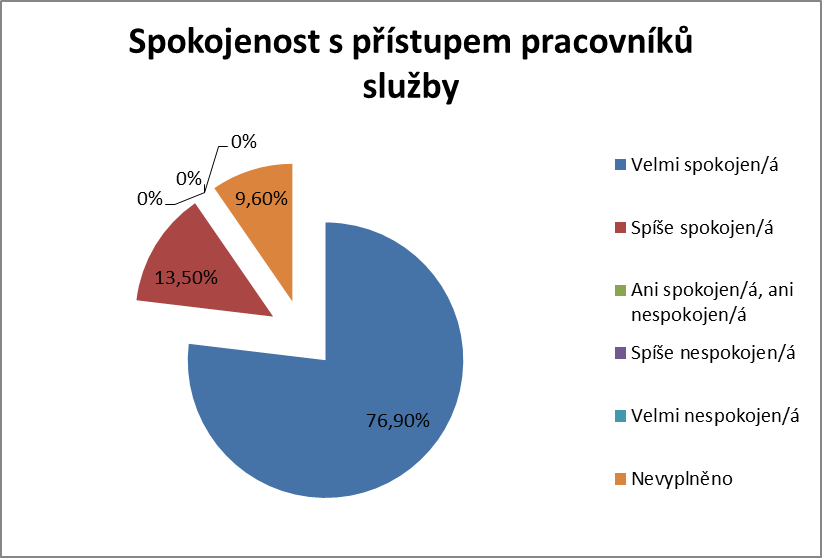 Spokojenost s přístupem pracovníků
služby
0%
0%
0%
9,60%
13,50%
76,90%
Velmi spokojen/á
Spíše spokojen/á
Ani spokojen/á, ani
nespokojen/á
Spíše nespokojen/á
Velmi nespokojen/á
Nevyplněno